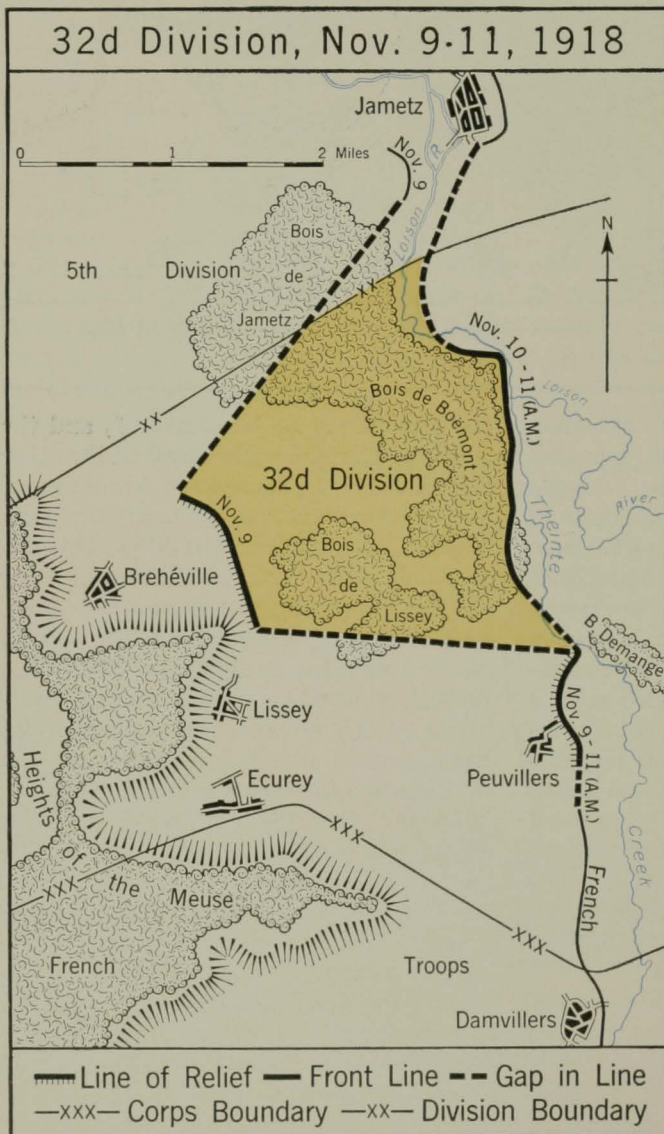 32d Division, Nov. 9-11, 1918
Jametz
0 1 2 Miles
Nov. 9
Loison
R
N
Bois
de
Jametz
5th Division
XX
Nov. 10-11 (A.M.)
Loison
River
Bois de Boëmont
XX
32d Division
Nov. 9
Theinte
Brehéville
Bois
de
Lissey
B. Demange
Lissey
Nov. 9-11 (A.M.)
Peuvillers
Ecurey
Creek
XXX
Heights
of the Meuse
XXX
French
XXX
French Troops
Damvillers
Line of Relief Front Line Gap in Line
XXX Corps Boundary XX Division Boundary